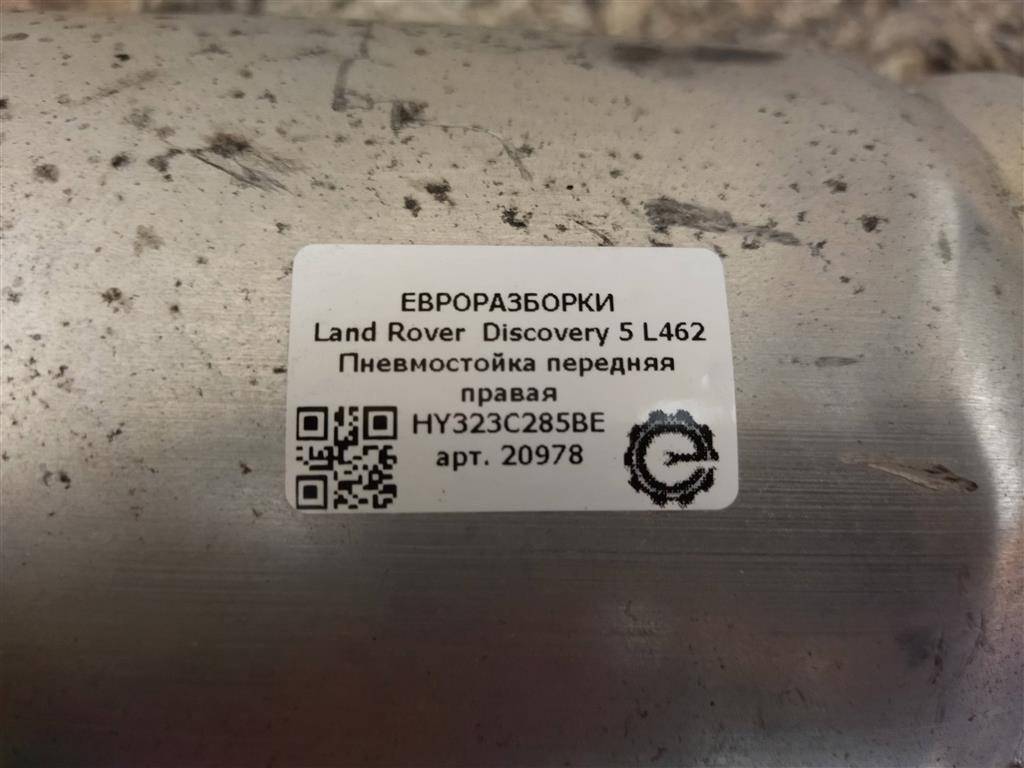 ЕВРОРАЗБОРКИ
Land Rover Discovery 5 L462
Пневмостойка передняя
правая
HY323C285BE
арт. 20978